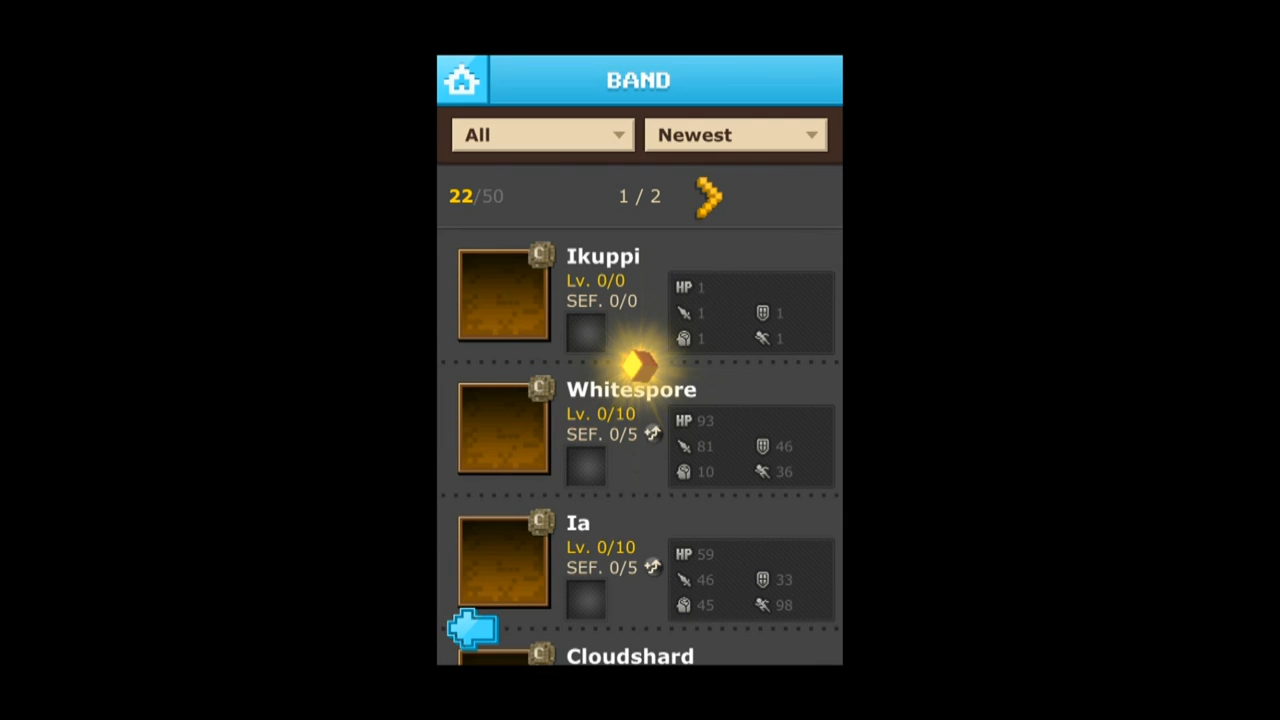 BAND
All Newest
22/50 1 / 2
C Ikuppi
Lv. 0/0
SEF. 0/0
HP 1
1 1
1 1
C Whitespore
Lv. 0/10
SEF. 0/5
HP 93
81 46
10 36
C Ia
Lv. 0/10
SEF. 0/5
HP 59
46 33
45 98
C Cloudshard